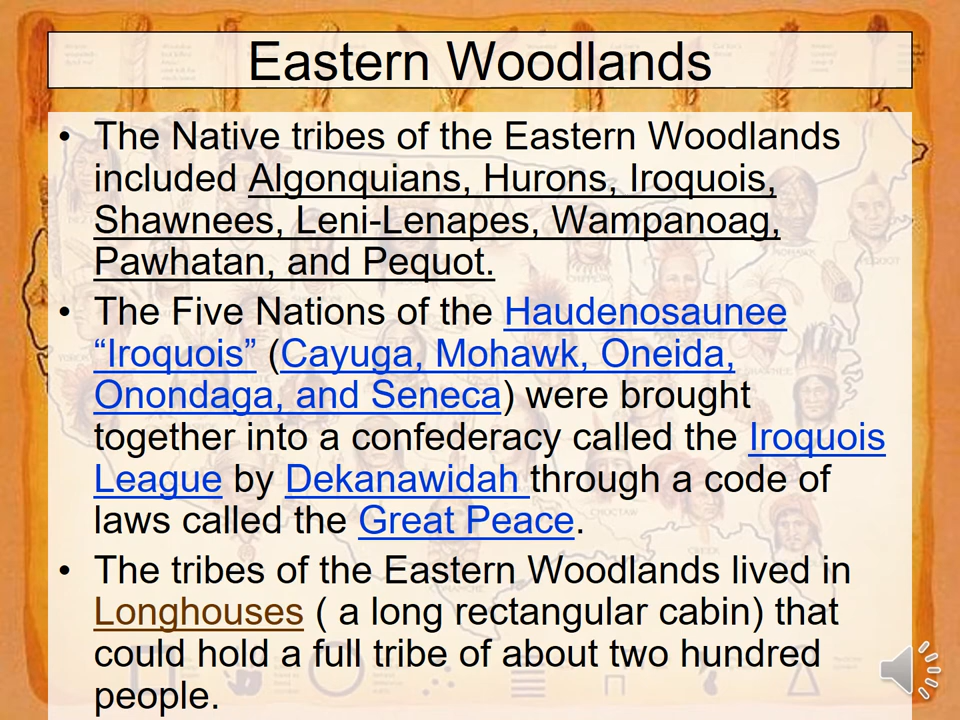 Eastern Woodlands
• The Native tribes of the Eastern Woodlands
included Algonquians, Hurons, Iroquois,
Shawnees, Leni-Lenapes, Wampanoag,
Pawhatan, and Pequot.
• The Five Nations of the Haudenosaunee
“Iroquois” (Cayuga, Mohawk, Oneida,
Onondaga, and Seneca) were brought
together into a confederacy called the Iroquois
League by Dekanawidah through a code of
laws called the Great Peace.
• The tribes of the Eastern Woodlands lived in
Longhouses ( a long rectangular cabin) that
could hold a full tribe of about two hundred
people.